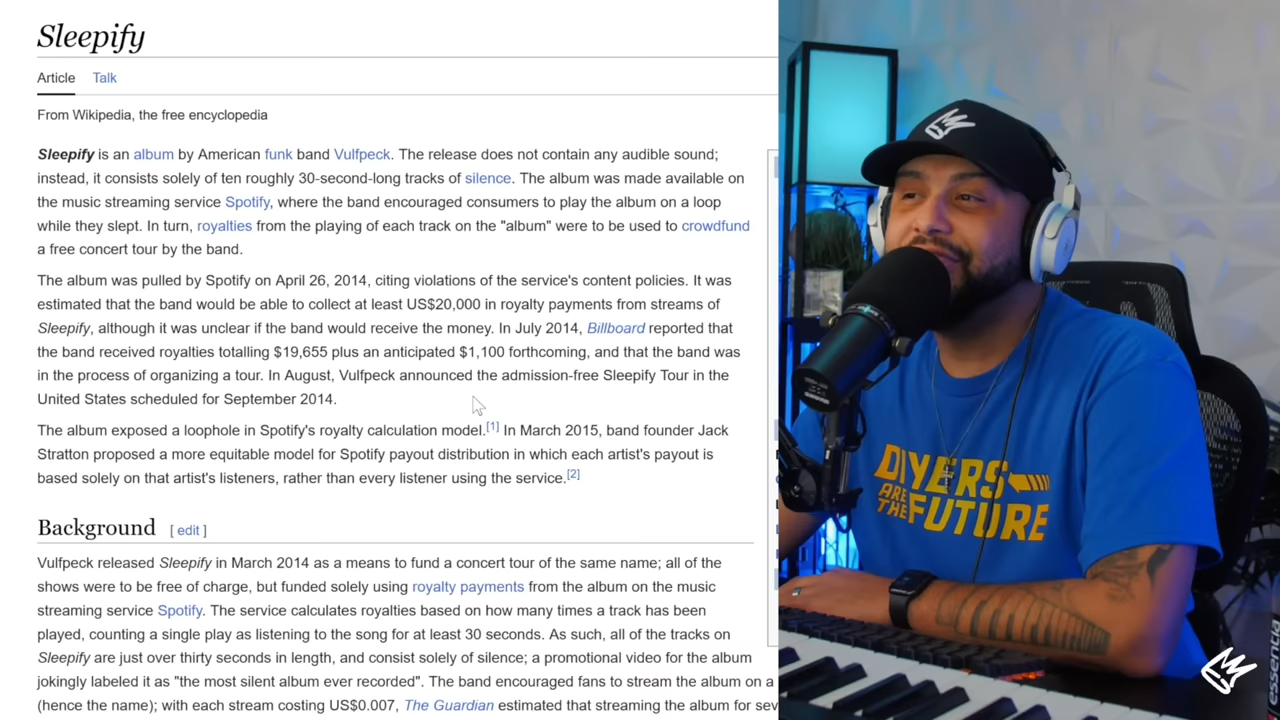 Sleepify
Article Talk
From Wikipedia, the free encyclopedia
Sleepify is an album by American funk band Vulfpeck. The release does not contain any audible sound;
instead, it consists solely of ten roughly 30-second-long tracks of silence. The album was made available on
the music streaming service Spotify, where the band encouraged consumers to play the album on a loop
while they slept. In turn, royalties from the playing of each track on the "album" were to be used to crowdfund
a free concert tour by the band.
The album was pulled by Spotify on April 26, 2014, citing violations of the service's content policies. It was
estimated that the band would be able to collect at least US$20,000 in royalty payments from streams of
Sleepify, although it was unclear if the band would receive the money. In July 2014, Billboard reported that
the band received royalties totalling $19,655 plus an anticipated $1,100 forthcoming, and that the band was
in the process of organizing a tour. In August, Vulfpeck announced the admission-free Sleepify Tour in the
United States scheduled for September 2014.
The album exposed a loophole in Spotify's royalty calculation model.[1] In March 2015, band founder Jack
Stratton proposed a more equitable model for Spotify payout distribution in which each artist's payout is
based solely on that artist's listeners, rather than every listener using the service.[2]
Background [ edit ]
Vulfpeck released Sleepify in March 2014 as a means to fund a concert tour of the same name; all of the
shows were to be free of charge, but funded solely using royalty payments from the album on the music
streaming service Spotify. The service calculates royalties based on how many times a track has been
played, counting a single play as listening to the song for at least 30 seconds. As such, all of the tracks on
Sleepify are just over thirty seconds in length, and consist solely of silence; a promotional video for the album
jokingly labeled it as "the most silent album ever recorded". The band encouraged fans to stream the album on a
(hence the name); with each stream costing US$0.007, The Guardian estimated that streaming the album for sev
DIYERS
ARE
THE FUTURE
essentia